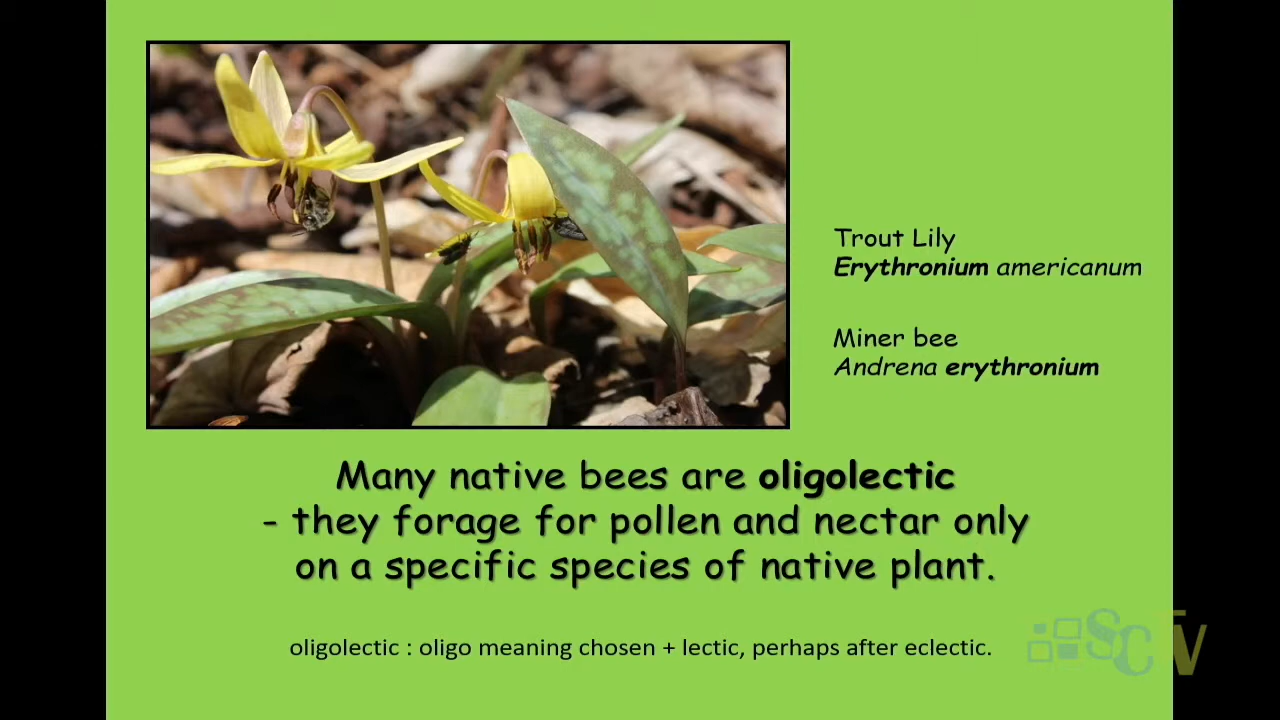 Trout Lily
Erythronium americanum
Miner bee
Andrena erythronium
Many native bees are oligolectic
- they forage for pollen and nectar only
on a specific species of native plant.
oligolectic : oligo meaning chosen + lectic, perhaps after eclectic.
SCTV